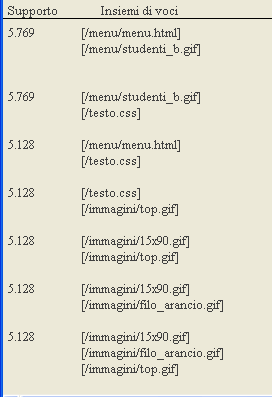 Supporto Insiemi di voci
5.769 [/menu/menu.html]
[/menu/studenti_b.gif]
5.769 [/menu/studenti_b.gif]
[/testo.css]
5.128 [/menu/menu.html]
[/testo.css]
5.128 [/testo.css]
[/immagini/top.gif]
5.128 [/immagini/15x90.gif]
[/immagini/top.gif]
5.128 [/immagini/15x90.gif]
[/immagini/filo_arancio.gif]
5.128 [/immagini/15x90.gif]
[/immagini/filo_arancio.gif]
[/immagini/top.gif]